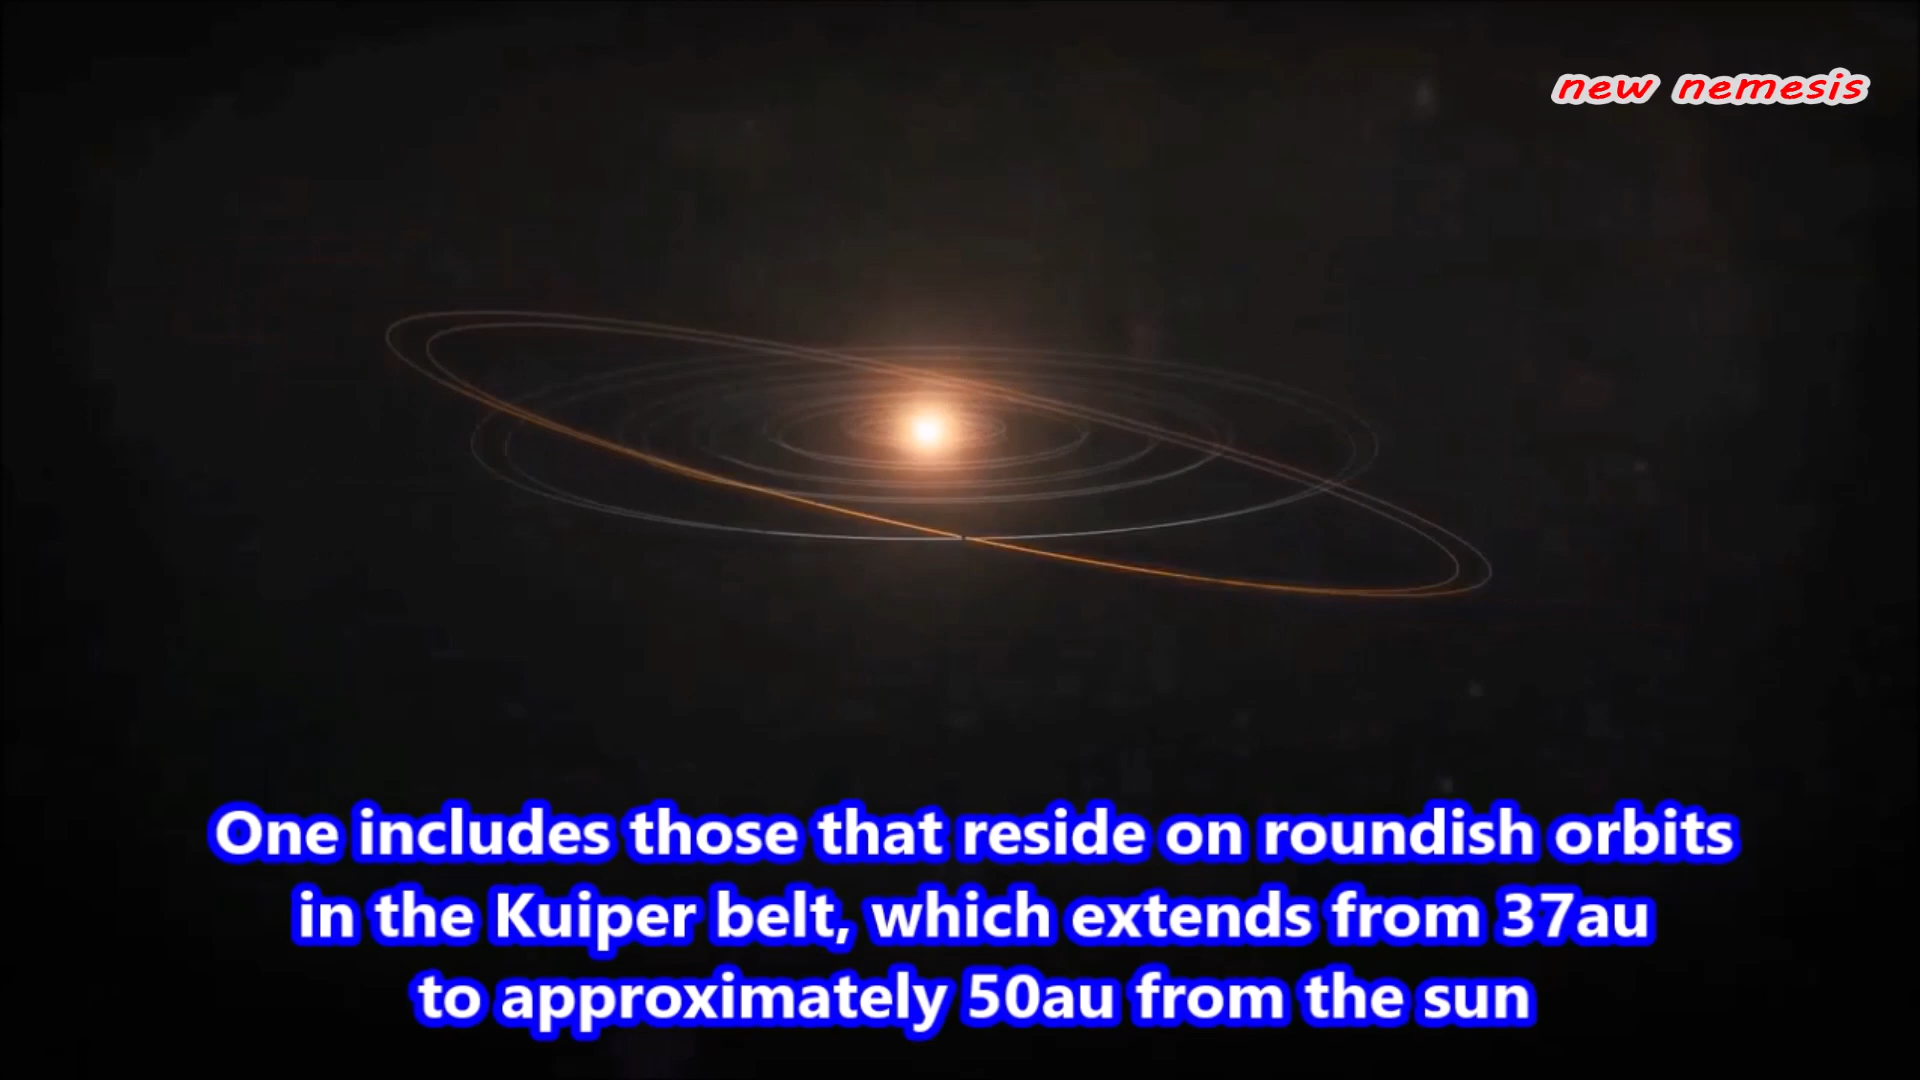 new nemesis
One includes those that reside on roundish orbits
in the Kuiper belt, which extends from 37au
to approximately 50au from the sun